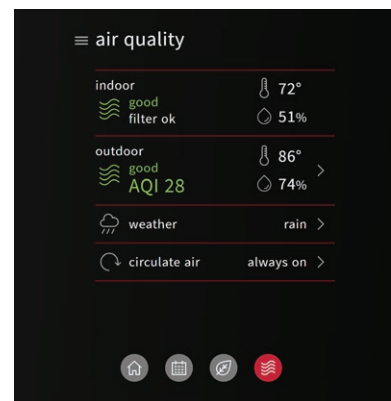 air quality
indoor
good
filter ok
72°
51%
outdoor
good
AQI 28
86°
74%
weather rain
circulate air always on